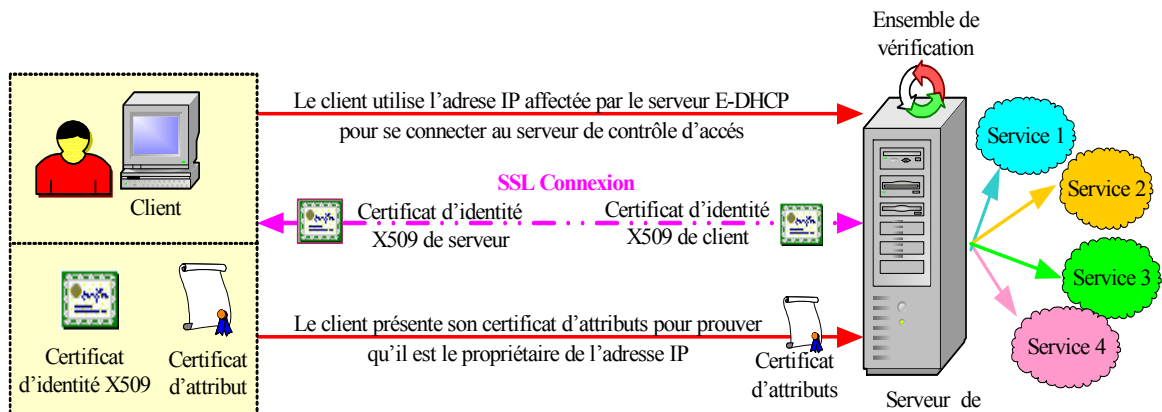 Ensemble de
vérification
Le client utilise l'adrese IP affectée par le serveur E-DHCP
pour se connecter au serveur de contrôle d'accés
Service 1
Service 2
Service 3
Service 4
SSL Connexion
Client
Certificat d'identité
X509 de serveur
Certificat d'identité
X509 de client
Le client présente son certificat d'attributs pour prouver
qu'il est le propriétaire de l'adresse IP
Certificat
d'identité X509
Certificat
d'attribut
Certificat
d'attributs
Serveur de